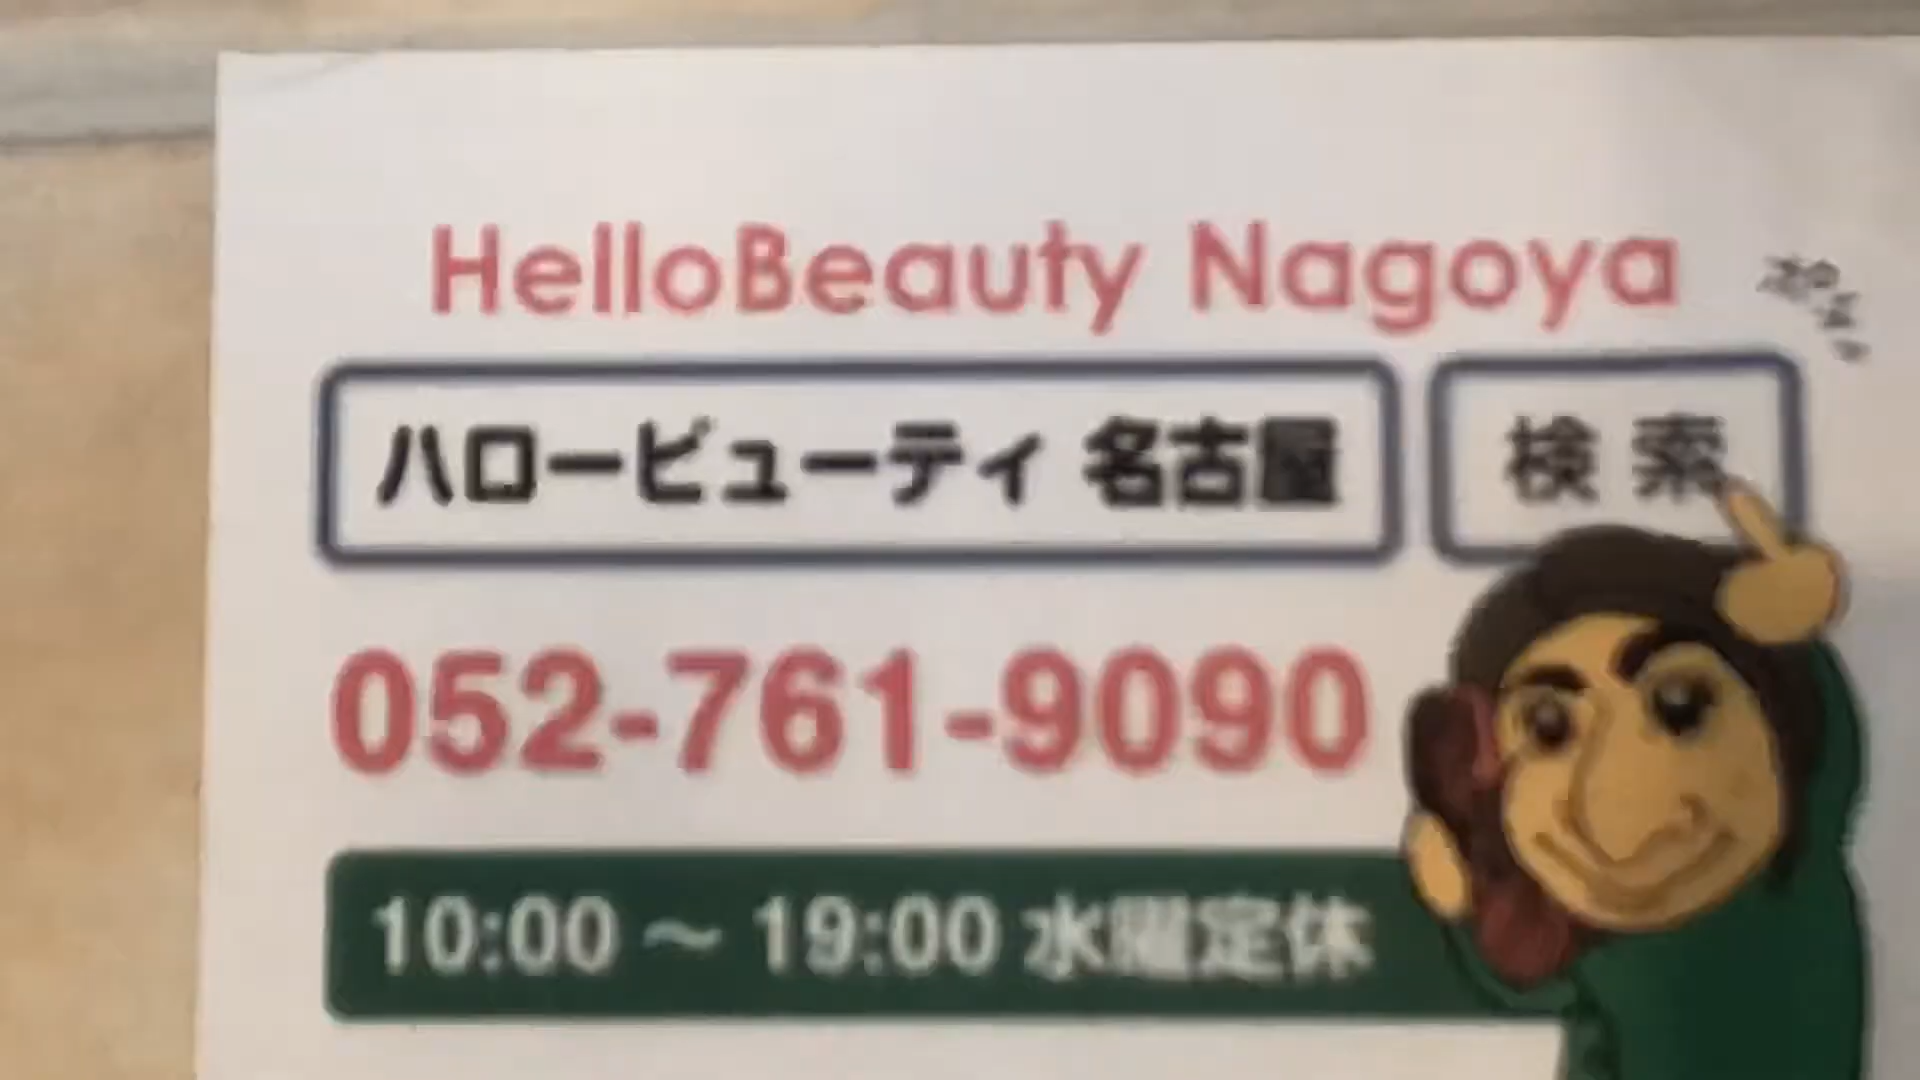 HelloBeauty Nagoya
ハロービューティ 名古屋
検索
052-761-9090
10:00 ～ 19:00 水曜定休